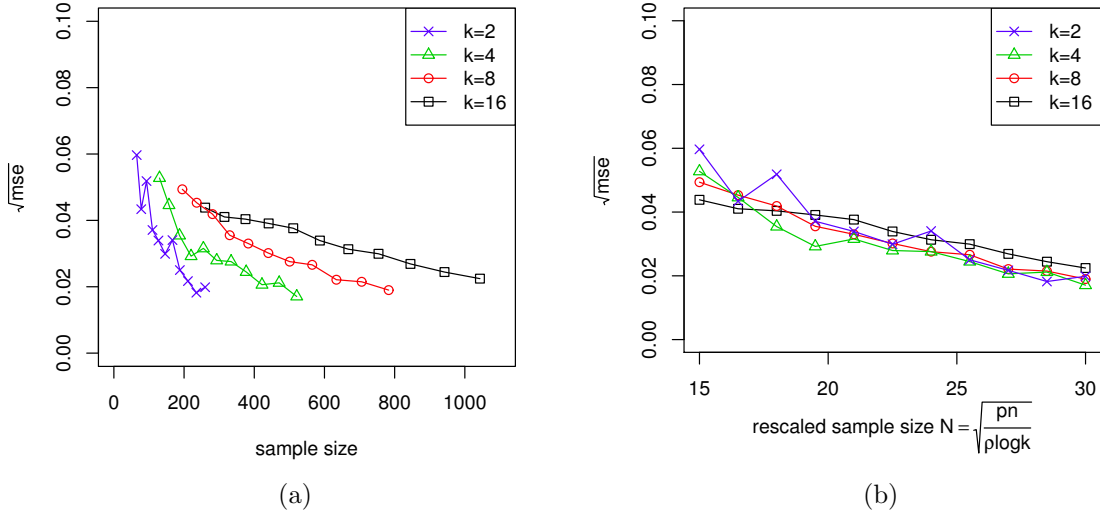 0.00 0.02 0.04 0.06 0.08 0.10
√mse
k=2
k=4
k=8
k=16
0 200 400 600 800 1000
sample size
(a)
0.00 0.02 0.04 0.06 0.08 0.10
√mse
k=2
k=4
k=8
k=16
15 20 25 30
rescaled sample size N = √(pn/ρlogk)
(b)